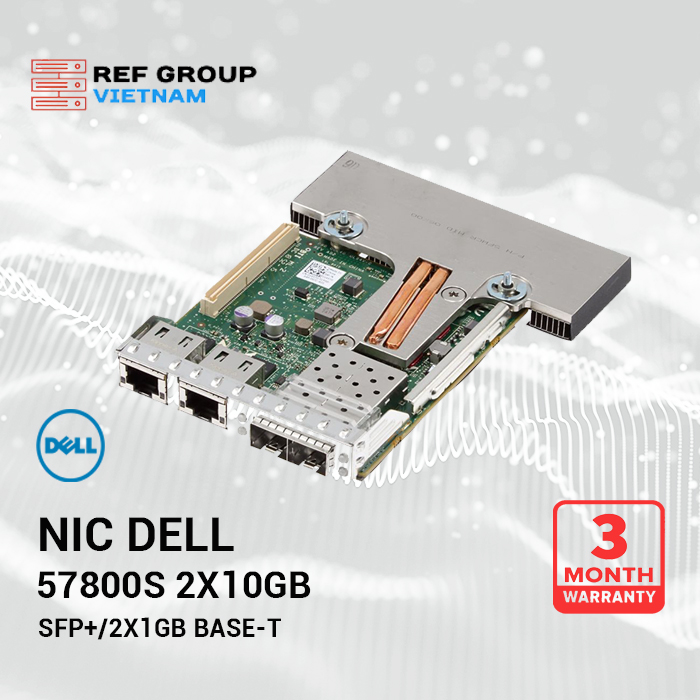 REF GROUP
VIETNAM
DELL
NIC DELL
57800S 2X10GB
SFP+/2X1GB BASE-T
3
MONTH
WARRANTY